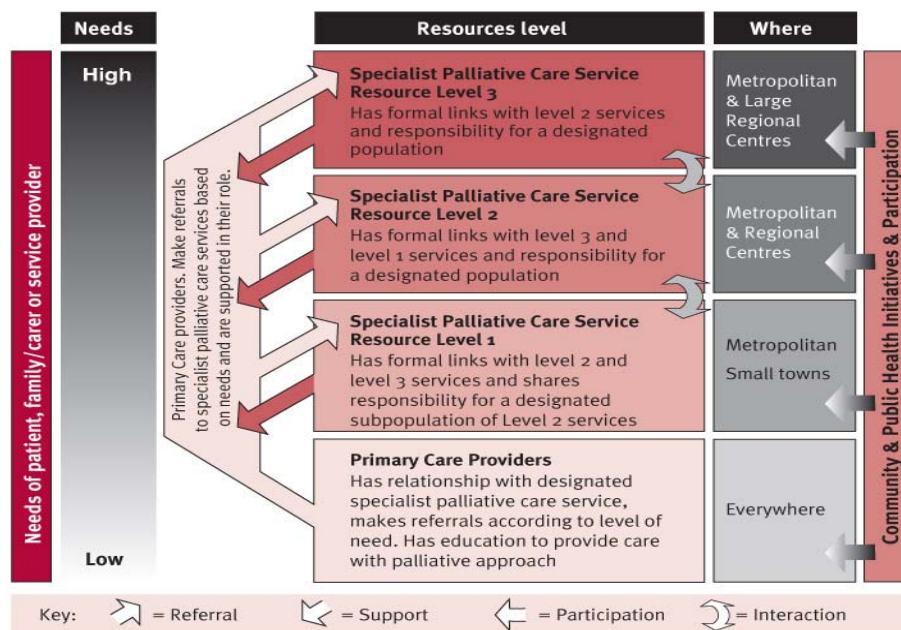 Needs
Resources level
Where
Needs of patient, family/carer or service provider
High
Low
Primary Care providers. Make referrals
to specialist palliative care services based
on needs and are supported in their role.
Specialist Palliative Care Service
Resource Level 3
Has formal links with level 2 services
and responsibility for a designated
population
Metropolitan
& Large
Regional
Centres
Specialist Palliative Care Service
Resource Level 2
Has formal links with level 3 and
level 1 services and responsibility for
a designated population
Metropolitan
& Regional
Centres
Specialist Palliative Care Service
Resource Level 1
Has formal links with level 2 and
level 3 services and shares
responsibility for a designated
subpopulation of Level 2 services
Metropolitan
Small towns
Primary Care Providers
Has relationship with designated
specialist palliative care service,
makes referrals according to level of
need. Has education to provide care
with palliative approach
Everywhere
Community & Public Health Initiatives & Participation
Key: = Referral = Support = Participation = Interaction